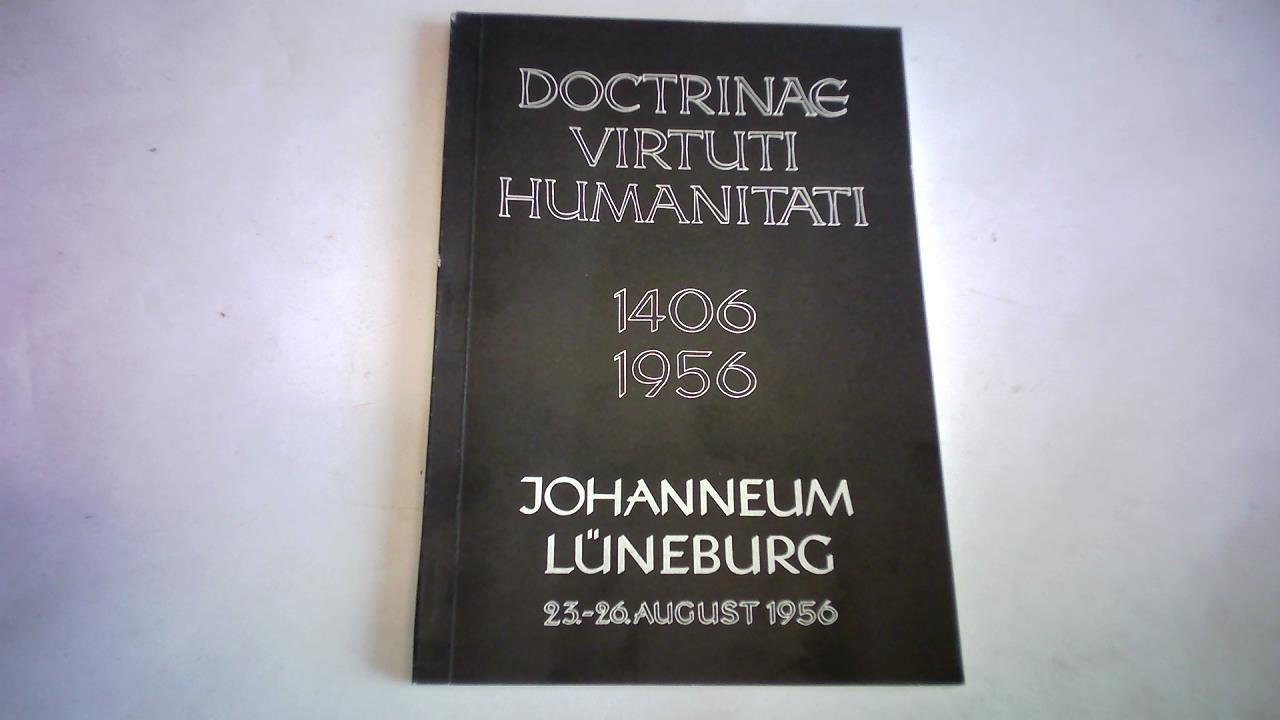 DOCTRINAE
VIRTUTI
HUMANITATI
1406
1956
JOHANNEUM
LÜNEBURG
23.-26. AUGUST 1956